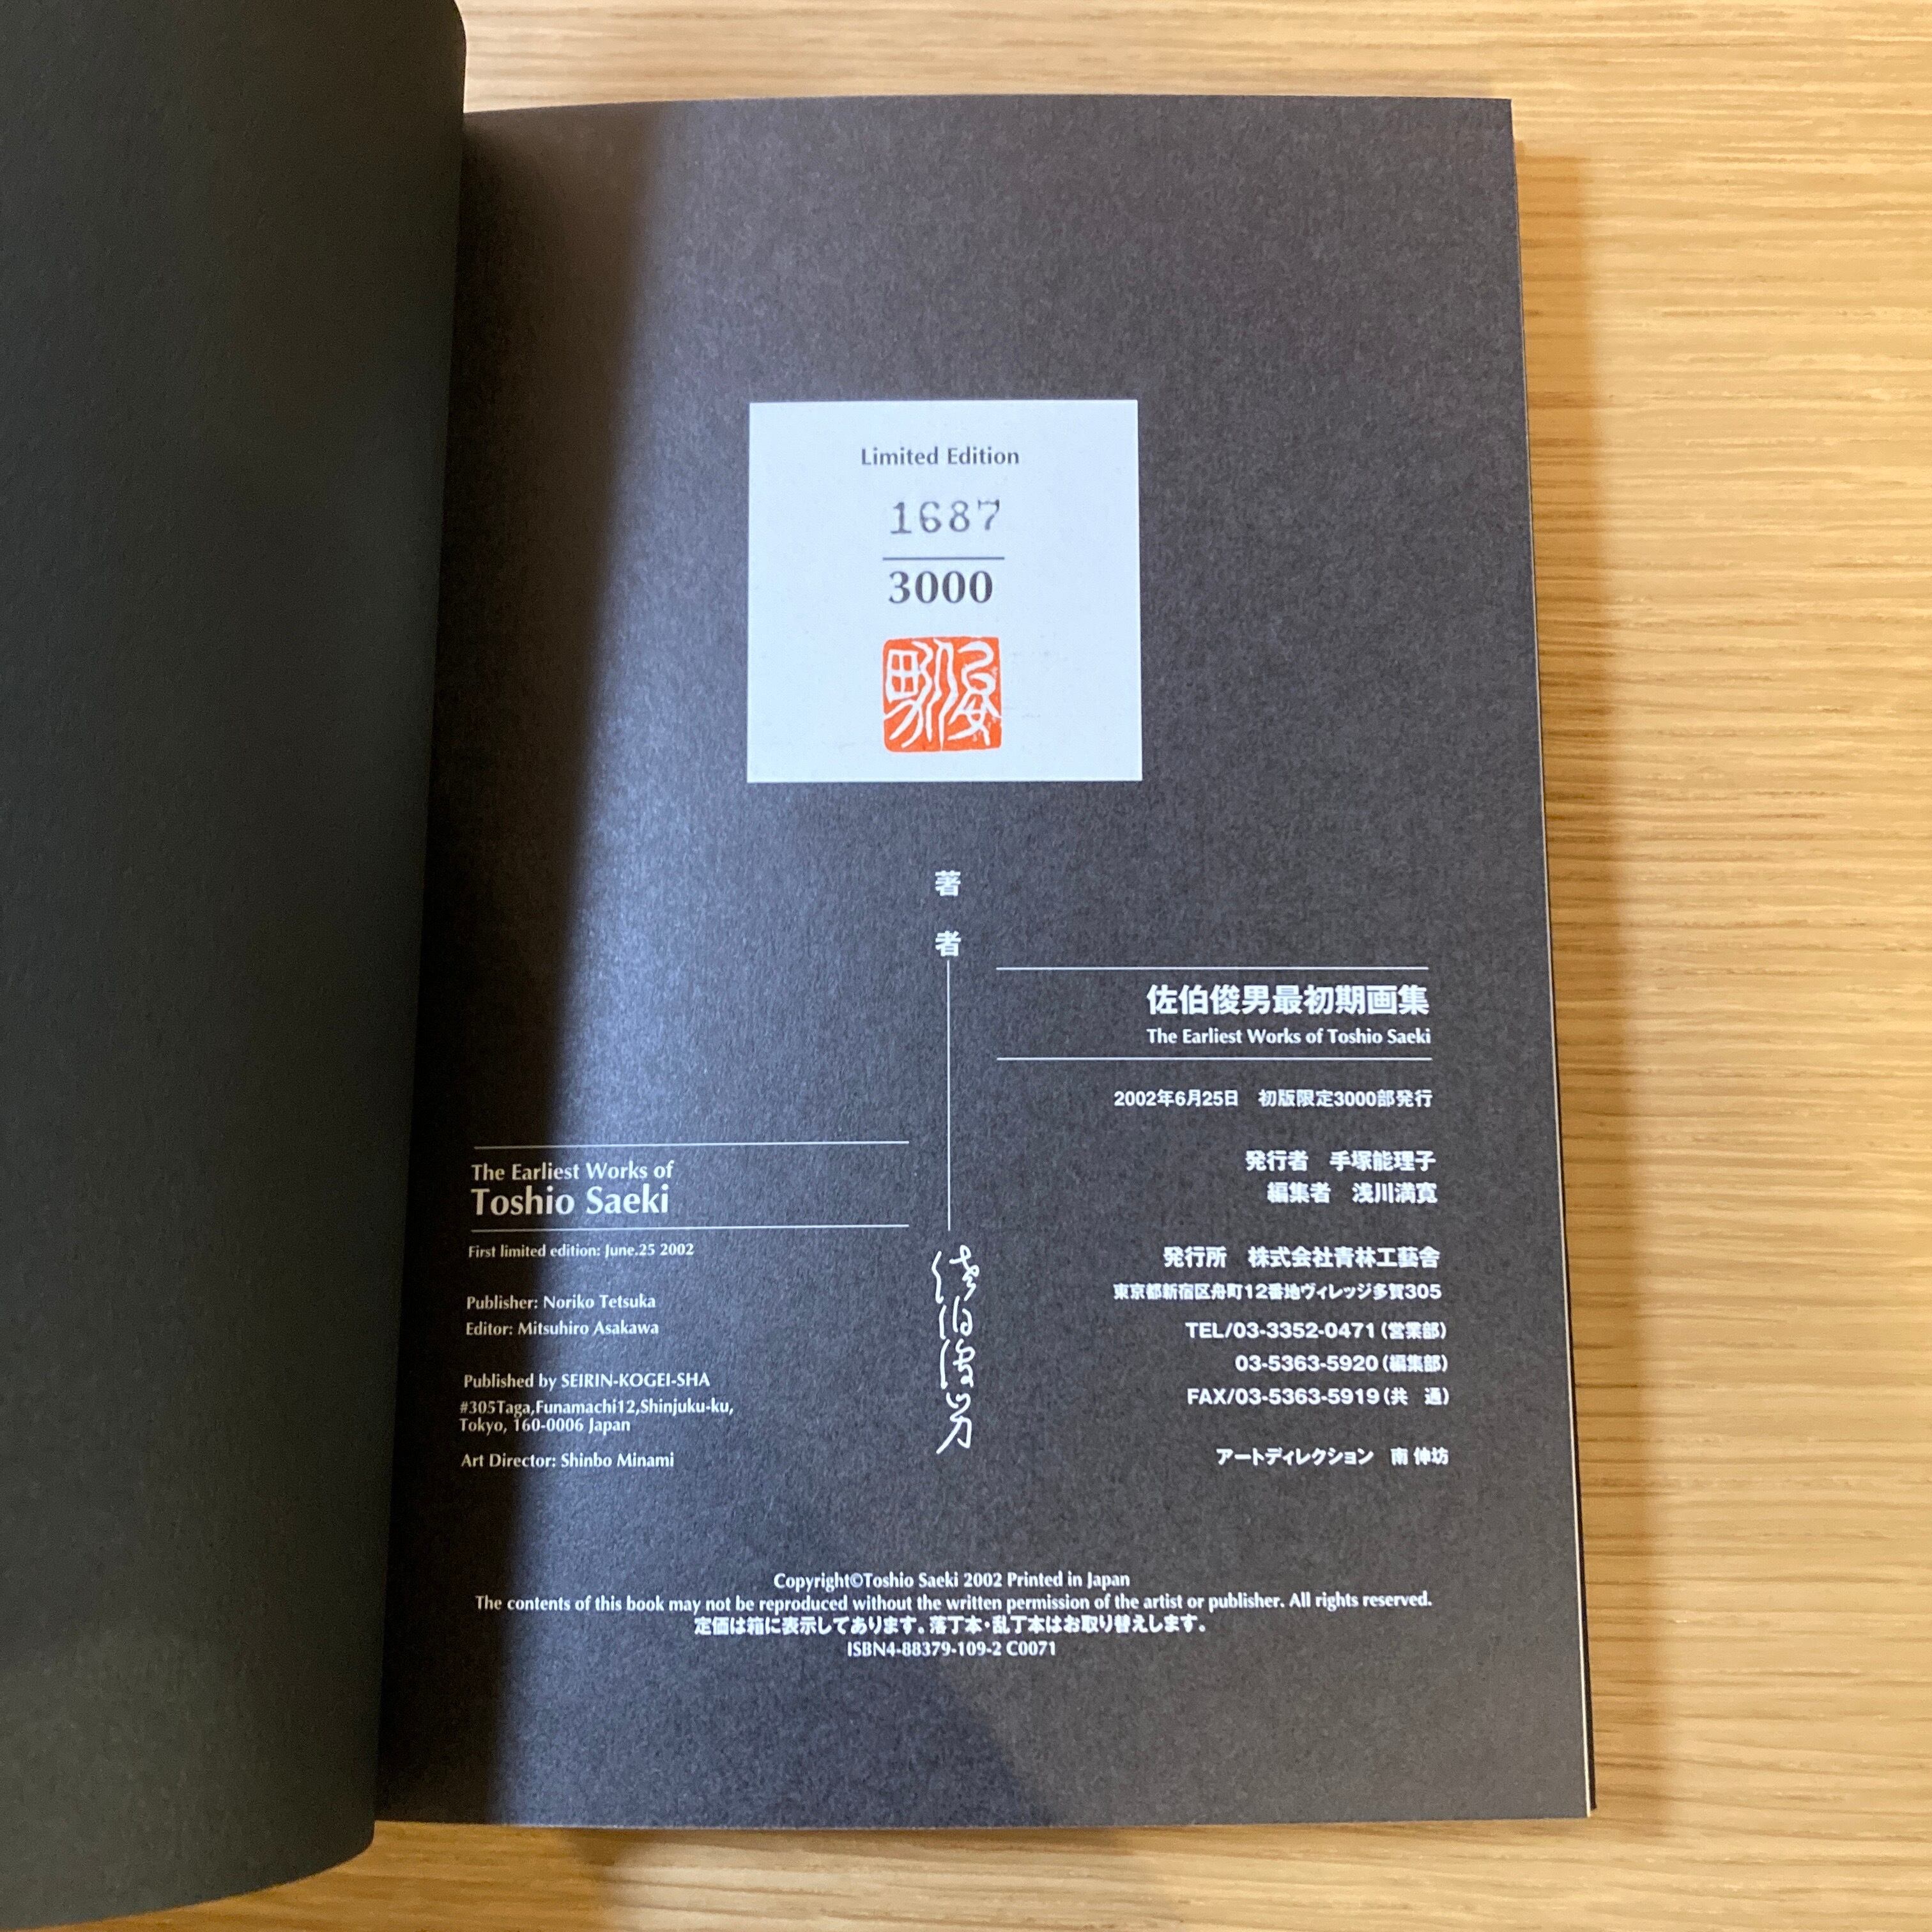 Limited Edition
1687
3000
俊男
著者
佐伯俊男
佐伯俊男最初期画集
The Earliest Works of Toshio Saeki
2002年6月25日　初版限定3000部発行
発行者　手塚能理子
編集者　浅川満寛
発行所　株式会社青林工藝舎
東京都新宿区舟町12番地ヴィレッジ多賀305
TEL/03-3352-0471（営業部）
03-5363-5920（編集部）
FAX/03-5363-5919（共　通）
アートディレクション　南 伸坊
The Earliest Works of
Toshio Saeki
First limited edition: June.25 2002
Publisher: Noriko Tetsuka
Editor: Mitsuhiro Asakawa
Published by SEIRIN-KOGEI-SHA
#305Taga,Funamachi12,Shinjuku-ku,
Tokyo, 160-0006 Japan
Art Director: Shinbo Minami
Copyright©Toshio Saeki 2002 Printed in Japan
The contents of this book may not be reproduced without the written permission of the artist or publisher. All rights reserved.
定価は箱に表示してあります。落丁本・乱丁本はお取り替えします。
ISBN4-88379-109-2 C0071